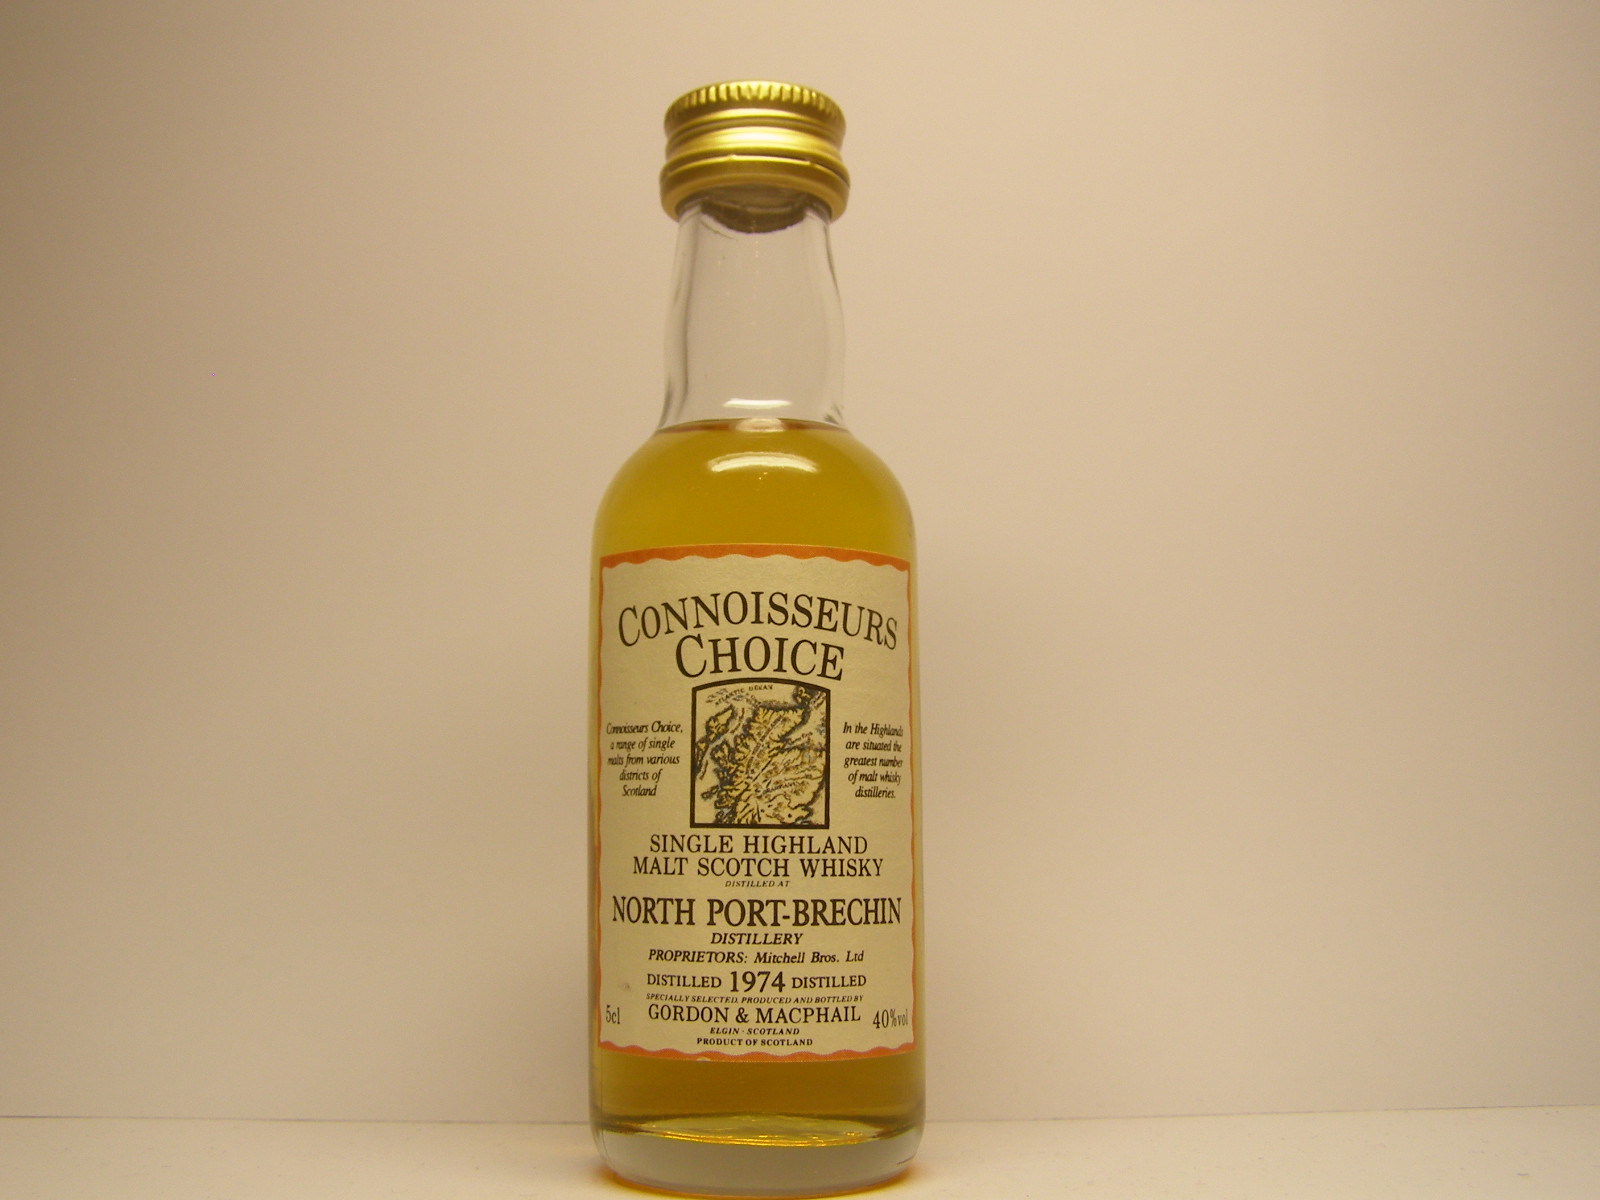 CONNOISSEURS
CHOICE
ATLANTIC OCEAN
Connoisseurs Choice,
a range of single
malts from various
districts of
Scotland
In the Highlands
are situated the
greatest number
of malt whisky
distilleries.
SINGLE HIGHLAND
MALT SCOTCH WHISKY
DISTILLED AT
NORTH PORT-BRECHIN
DISTILLERY
PROPRIETORS: Mitchell Bros. Ltd
DISTILLED 1974 DISTILLED
SPECIALLY SELECTED, PRODUCED AND BOTTLED BY
5cl GORDON & MACPHAIL 40%vol
ELGIN · SCOTLAND
PRODUCT OF SCOTLAND